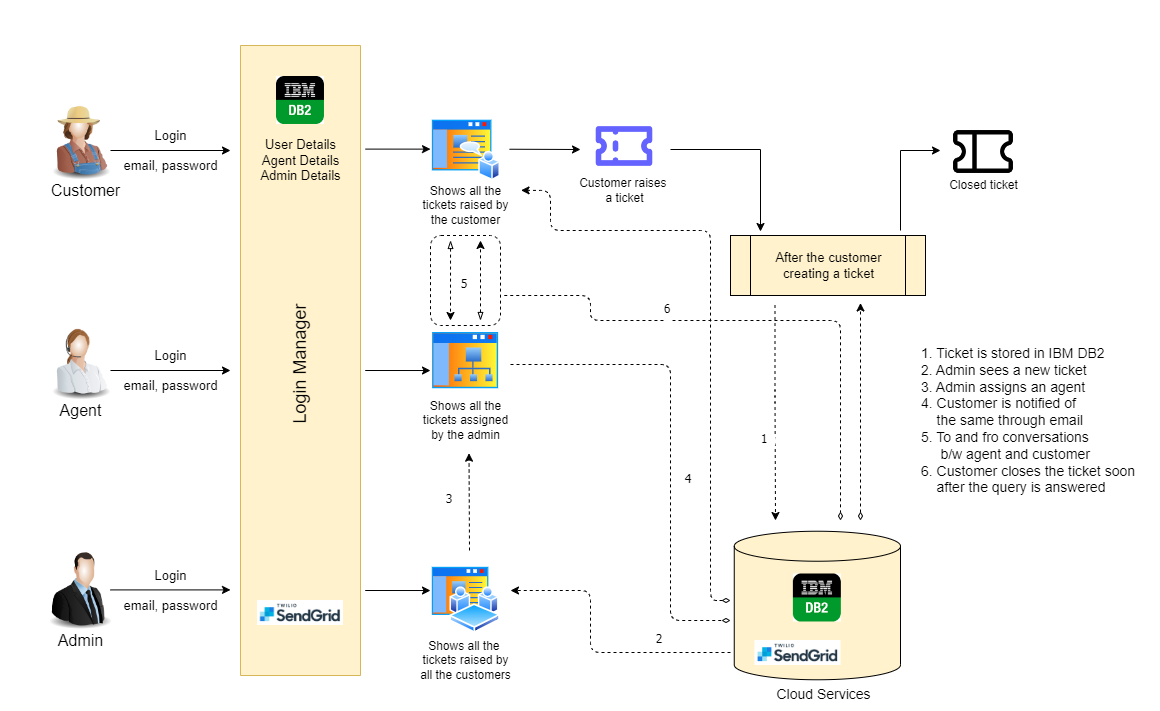 IBM
DB2
User Details
Agent Details
Admin Details
Login
email, password
Customer
Shows all the
tickets raised by
the customer
Customer raises
a ticket
Closed ticket
After the customer
creating a ticket
5
6
Login Manager
Login
email, password
Agent
Shows all the
tickets assigned
by the admin
1. Ticket is stored in IBM DB2
2. Admin sees a new ticket
3. Admin assigns an agent
4. Customer is notified of
the same through email
5. To and fro conversations
b/w agent and customer
6. Customer closes the ticket soon
after the query is answered
1
4
3
Login
email, password
Admin
TWILIO
SendGrid
Shows all the
tickets raised by
all the customers
2
IBM
DB2
TWILIO
SendGrid
Cloud Services